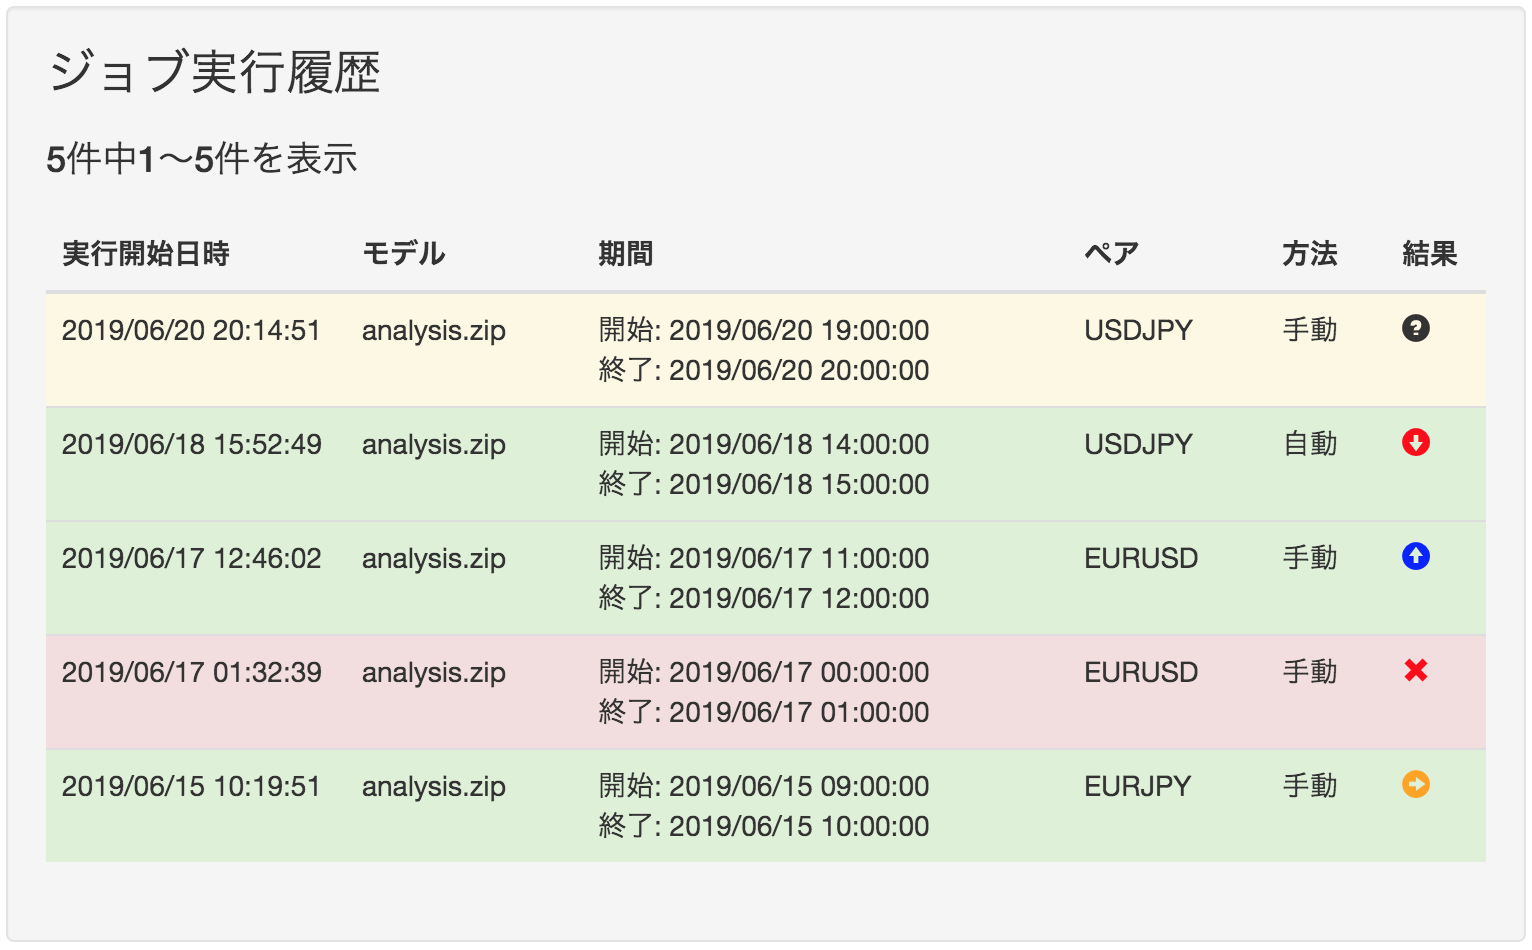 ジョブ実行履歴
5件中1～5件を表示
実行開始日時 モデル 期間 ペア 方法 結果
2019/06/20 20:14:51 analysis.zip 開始: 2019/06/20 19:00:00 USDJPY 手動 ?
終了: 2019/06/20 20:00:00
2019/06/18 15:52:49 analysis.zip 開始: 2019/06/18 14:00:00 USDJPY 自動
終了: 2019/06/18 15:00:00
2019/06/17 12:46:02 analysis.zip 開始: 2019/06/17 11:00:00 EURUSD 手動
終了: 2019/06/17 12:00:00
2019/06/17 01:32:39 analysis.zip 開始: 2019/06/17 00:00:00 EURUSD 手動
終了: 2019/06/17 01:00:00
2019/06/15 10:19:51 analysis.zip 開始: 2019/06/15 09:00:00 EURJPY 手動
終了: 2019/06/15 10:00:00